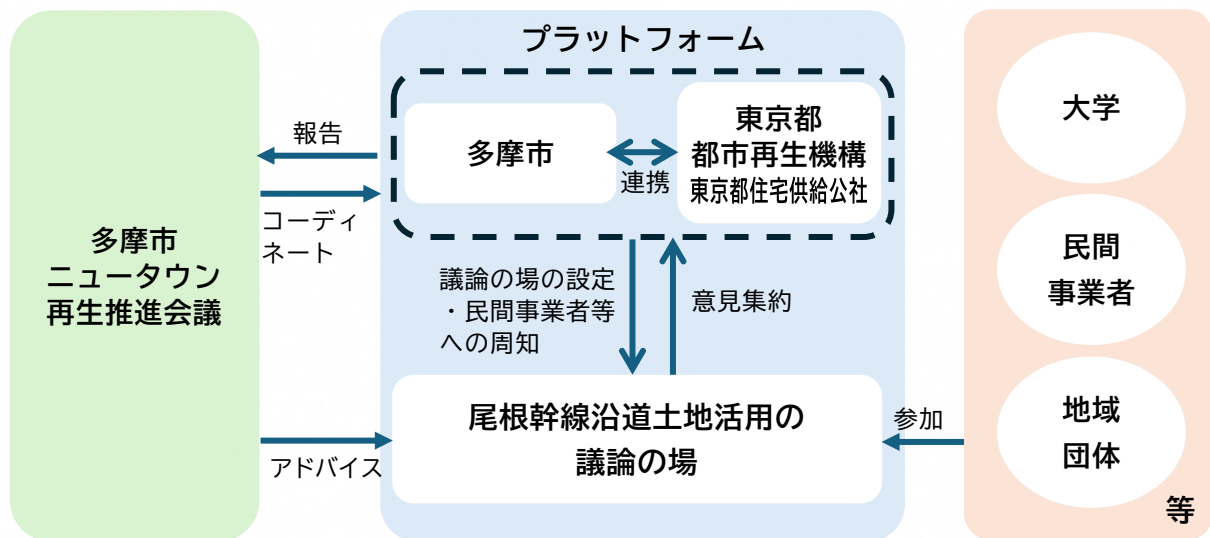 プラットフォーム
多摩市
ニュータウン
再生推進会議
報告
コーディ
ネート
アドバイス
多摩市
連携
東京都
都市再生機構
東京都住宅供給公社
議論の場の設定
・民間事業者等
への周知
意見集約
尾根幹線沿道土地活用の
議論の場
参加
大学
民間
事業者
地域
団体
等